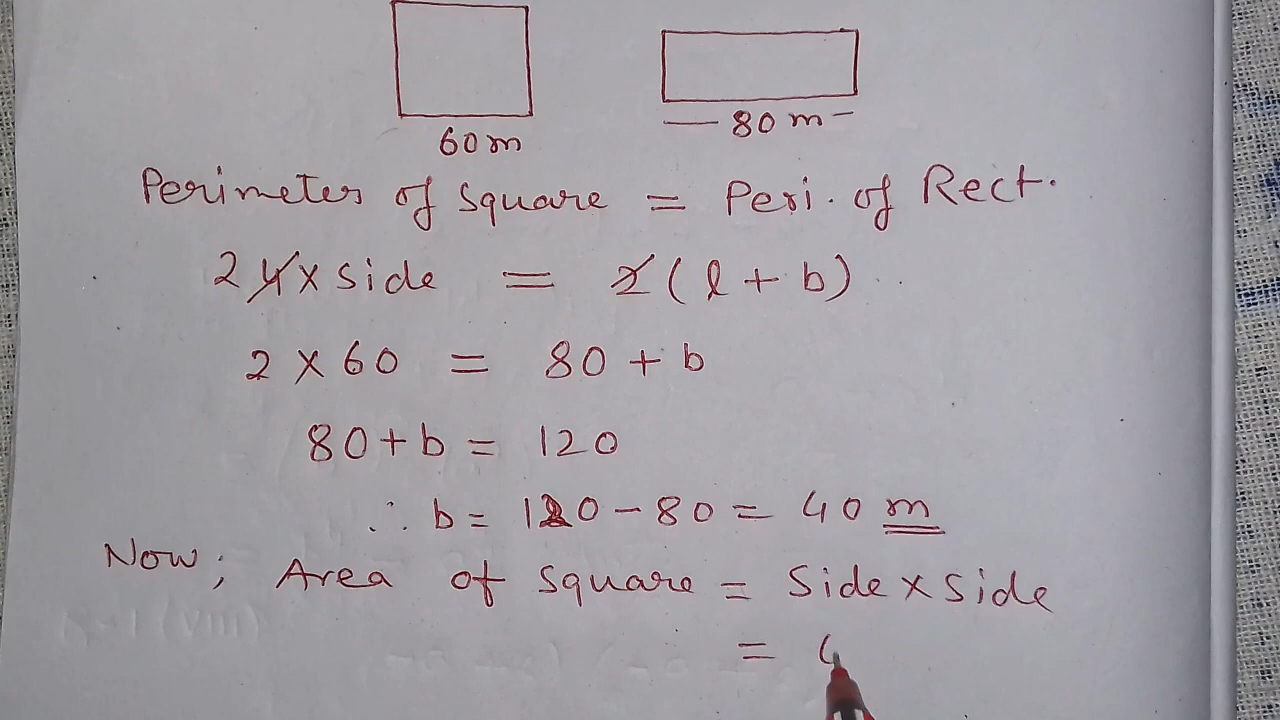 60 m
80 m
Perimeter of Square = Peri. of Rect.
2 4 x side = 2 ( l + b )
2 x 60 = 80 + b
80 + b = 120
∴ b = 120 - 80 = 40 m
Now; Area of square = Side x Side
=